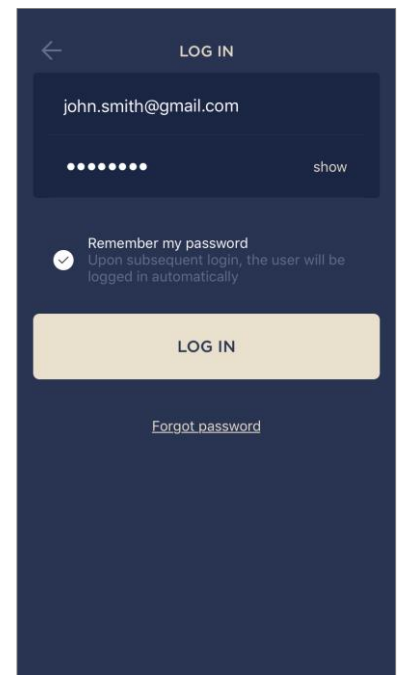 LOG IN
john.smith@gmail.com
●●●●●●●● show
Remember my password
Upon subsequent login, the user will be
logged in automatically
LOG IN
Forgot password